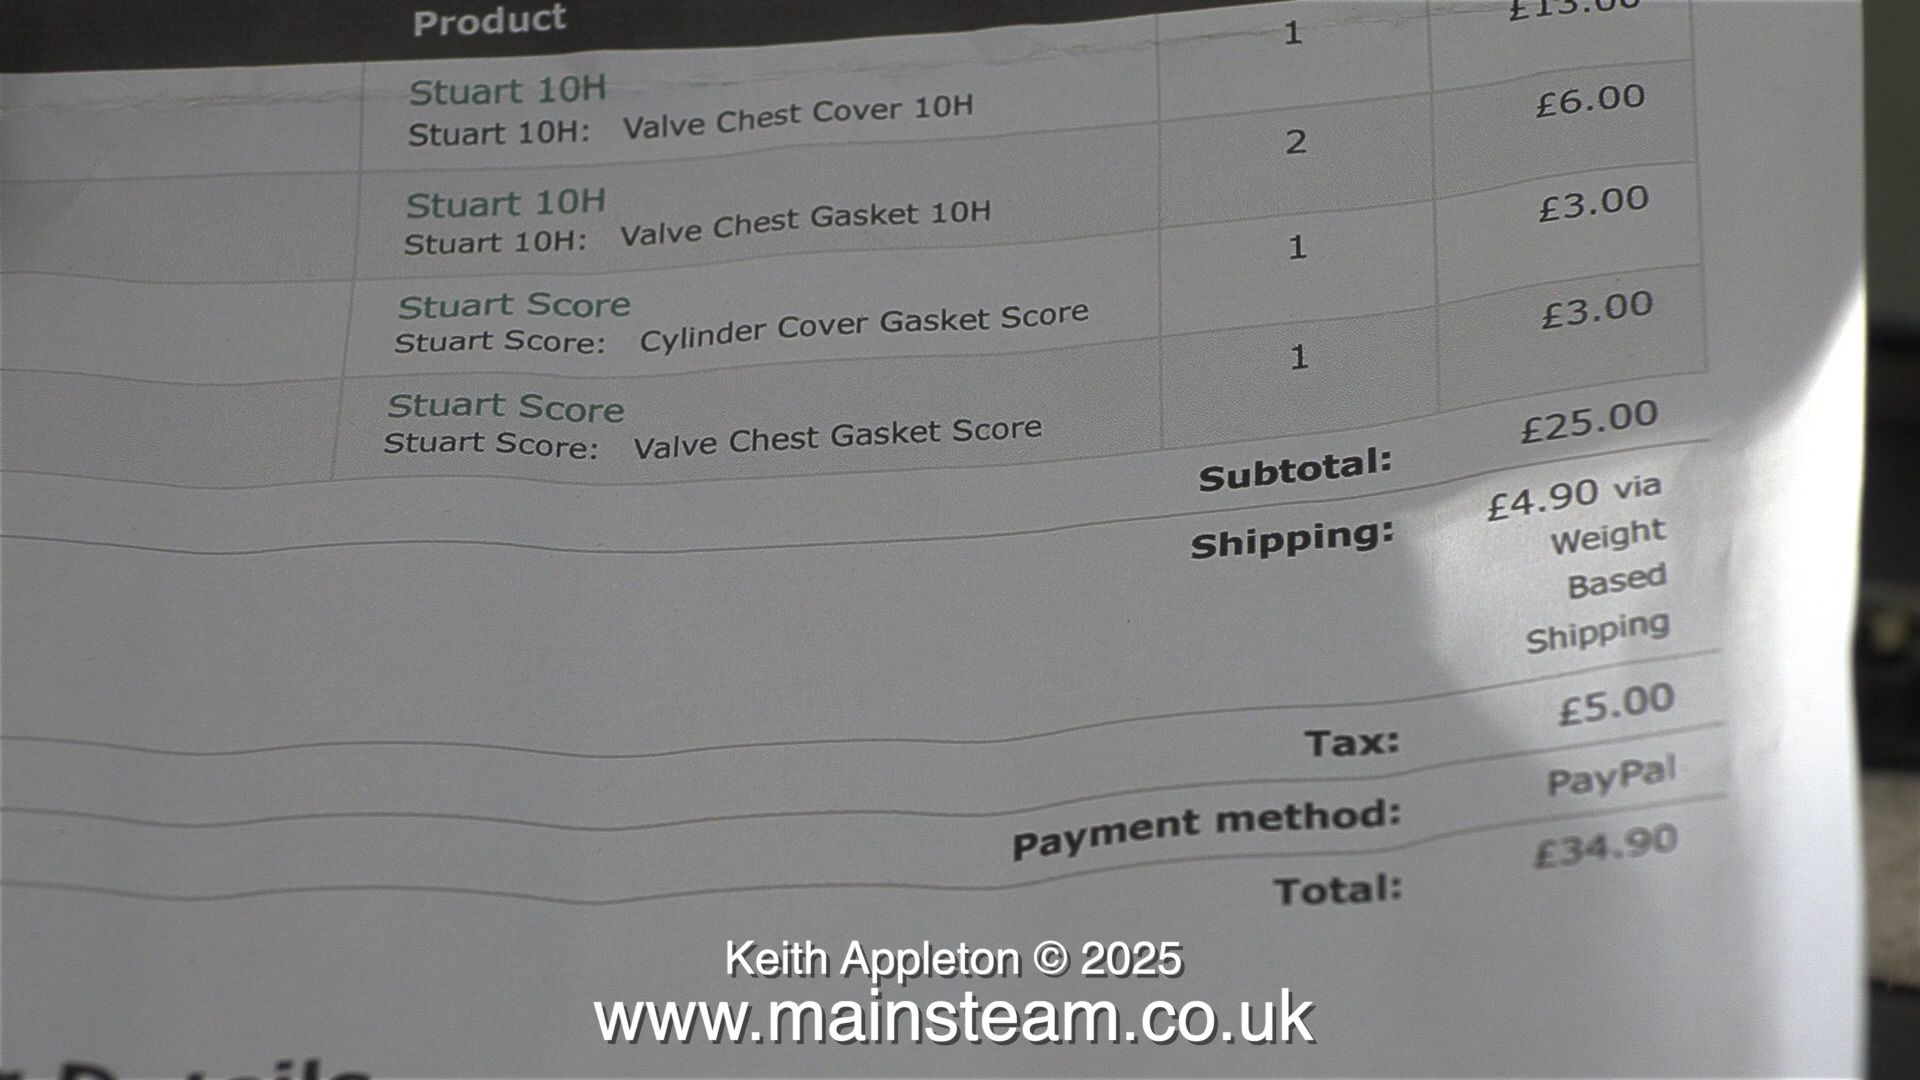 Product
Stuart 10H 1 £13.00
Stuart 10H: Valve Chest Cover 10H
Stuart 10H 2 £6.00
Stuart 10H: Valve Chest Gasket 10H
Stuart Score 1 £3.00
Stuart Score: Cylinder Cover Gasket Score
Stuart Score 1 £3.00
Stuart Score: Valve Chest Gasket Score
Subtotal: £25.00
Shipping: £4.90 via
Weight
Based
Shipping
Tax: £5.00
Payment method: PayPal
Total: £34.90
Keith Appleton © 2025
www.mainsteam.co.uk